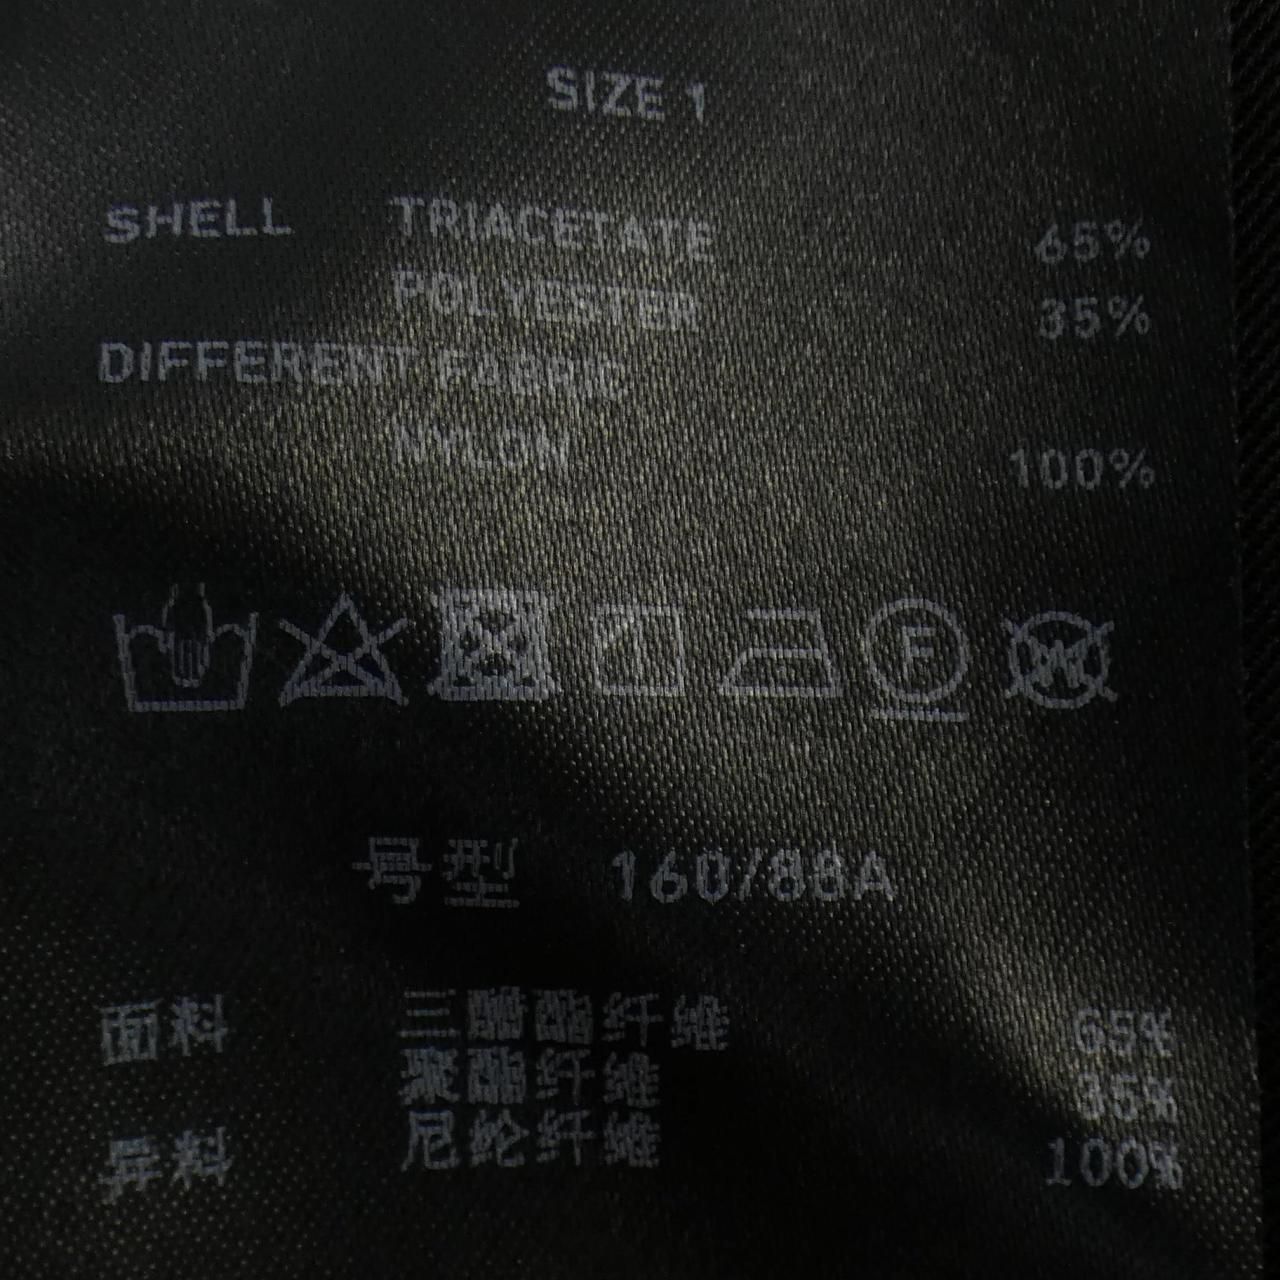 SIZE 1
SHELL TRIACETATE 65%
POLYESTER 35%
DIFFERENT FABRIC
NYLON 100%
F
W
号型 160/88A
面料 三醋酯纤维 65%
聚酯纤维 35%
异料 尼纶纤维 100%